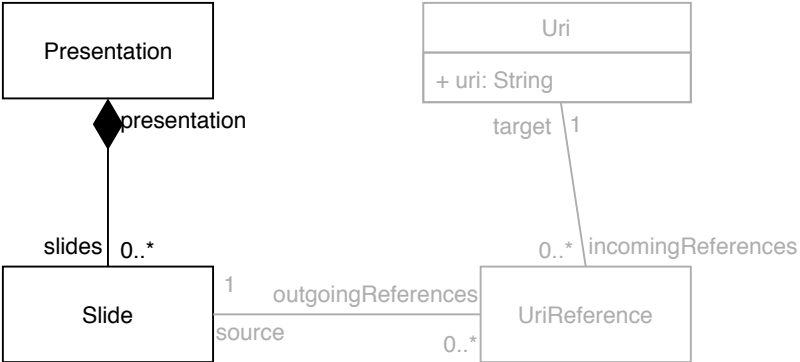 Presentation
Uri
+ uri: String
presentation
target
1
slides
0..*
0..*
incomingReferences
Slide
1
outgoingReferences
source
0..*
UriReference